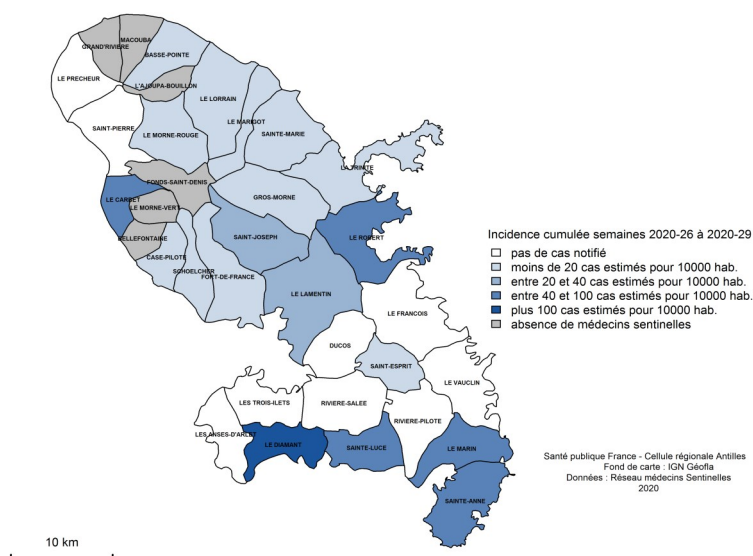 MACOUBA
GRAND'RIVIERE
BASSE-POINTE
LE PRECHEUR
L'AJOUPA-BOUILLON
LE LORRAIN
LE MARIGOT
SAINT-PIERRE
LE MORNE-ROUGE
SAINTE-MARIE
LA TRINITE
FONDS-SAINT-DENIS
GROS-MORNE
LE CARBET
LE MORNE-VERT
SAINT-JOSEPH
LE ROBERT
BELLEFONTAINE
CASE-PILOTE
SCHOELCHER
FORT-DE-FRANCE
LE LAMENTIN
LE FRANCOIS
DUCOS
SAINT-ESPRIT
LE VAUCLIN
LES TROIS-ILETS
RIVIERE-SALEE
RIVIERE-PILOTE
LES ANSES-D'ARLET
LE DIAMANT
SAINTE-LUCE
LE MARIN
SAINTE-ANNE
Incidence cumulée semaines 2020-26 à 2020-29
pas de cas notifié
moins de 20 cas estimés pour 10000 hab.
entre 20 et 40 cas estimés pour 10000 hab.
entre 40 et 100 cas estimés pour 10000 hab.
plus 100 cas estimés pour 10000 hab.
absence de médecins sentinelles
Santé publique France - Cellule régionale Antilles
Fond de carte : IGN Géofla
Données : Réseau médecins Sentinelles
2020
10 km